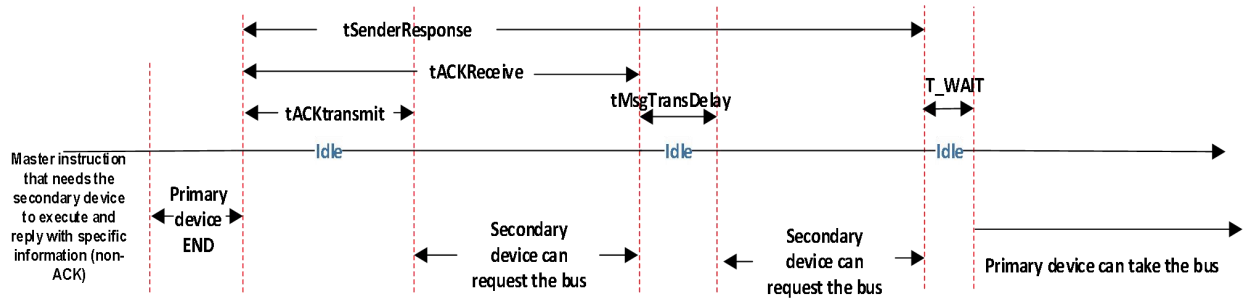 tSenderResponse
tACKReceive
T_WAIT
tMsgTransDelay
tACKtransmit
Idle
Idle
Idle
Master instruction
that needs the
secondary device
to execute and
reply with specific
information (non-
ACK)
Primary
device
END
Secondary
device can
request the bus
Secondary
device can
request the bus
Primary device can take the bus